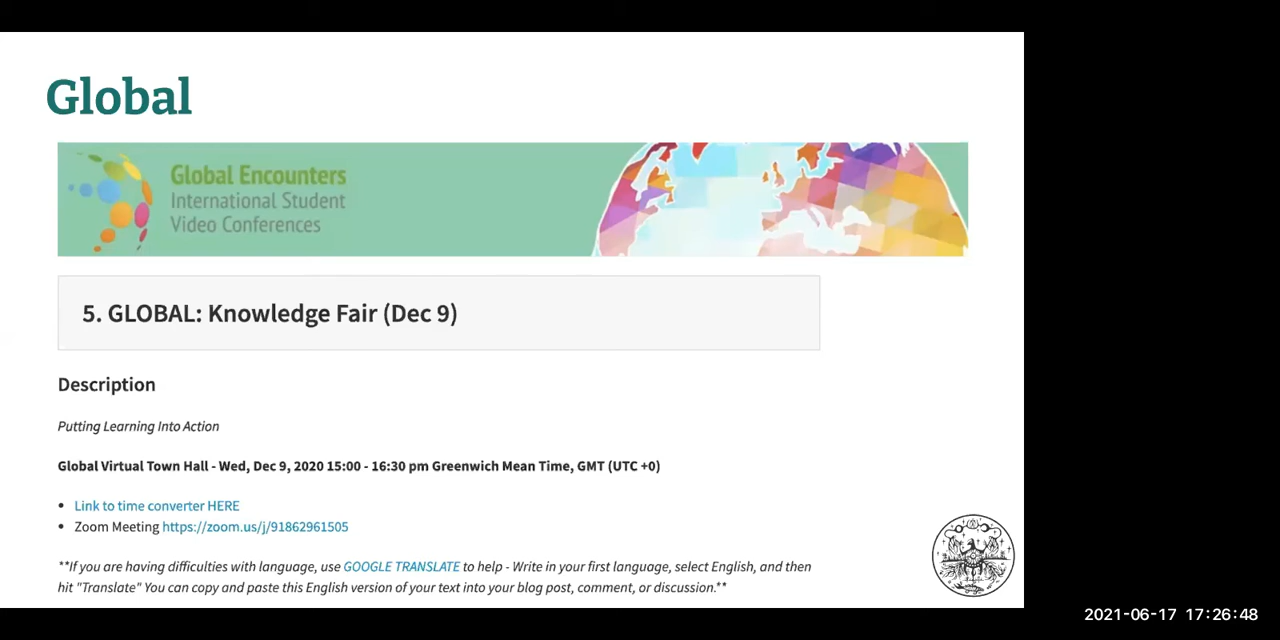 Global
Global Encounters
International Student
Video Conferences
5. GLOBAL: Knowledge Fair (Dec 9)
Description
Putting Learning Into Action
Global Virtual Town Hall - Wed, Dec 9, 2020 15:00 - 16:30 pm Greenwich Mean Time, GMT (UTC +0)
• Link to time converter HERE
• Zoom Meeting https://zoom.us/j/91862961505
**If you are having difficulties with language, use GOOGLE TRANSLATE to help - Write in your first language, select English, and then
hit "Translate" You can copy and paste this English version of your text into your blog post, comment, or discussion.**
2021-06-17 17:26:48